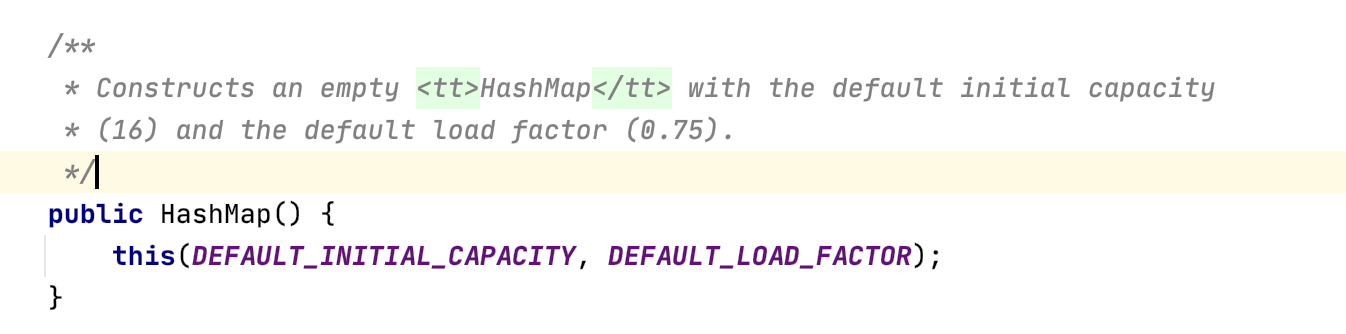 /**
 * Constructs an empty <tt>HashMap</tt> with the default initial capacity
 * (16) and the default load factor (0.75).
 */
public HashMap() {
    this(DEFAULT_INITIAL_CAPACITY, DEFAULT_LOAD_FACTOR);
}